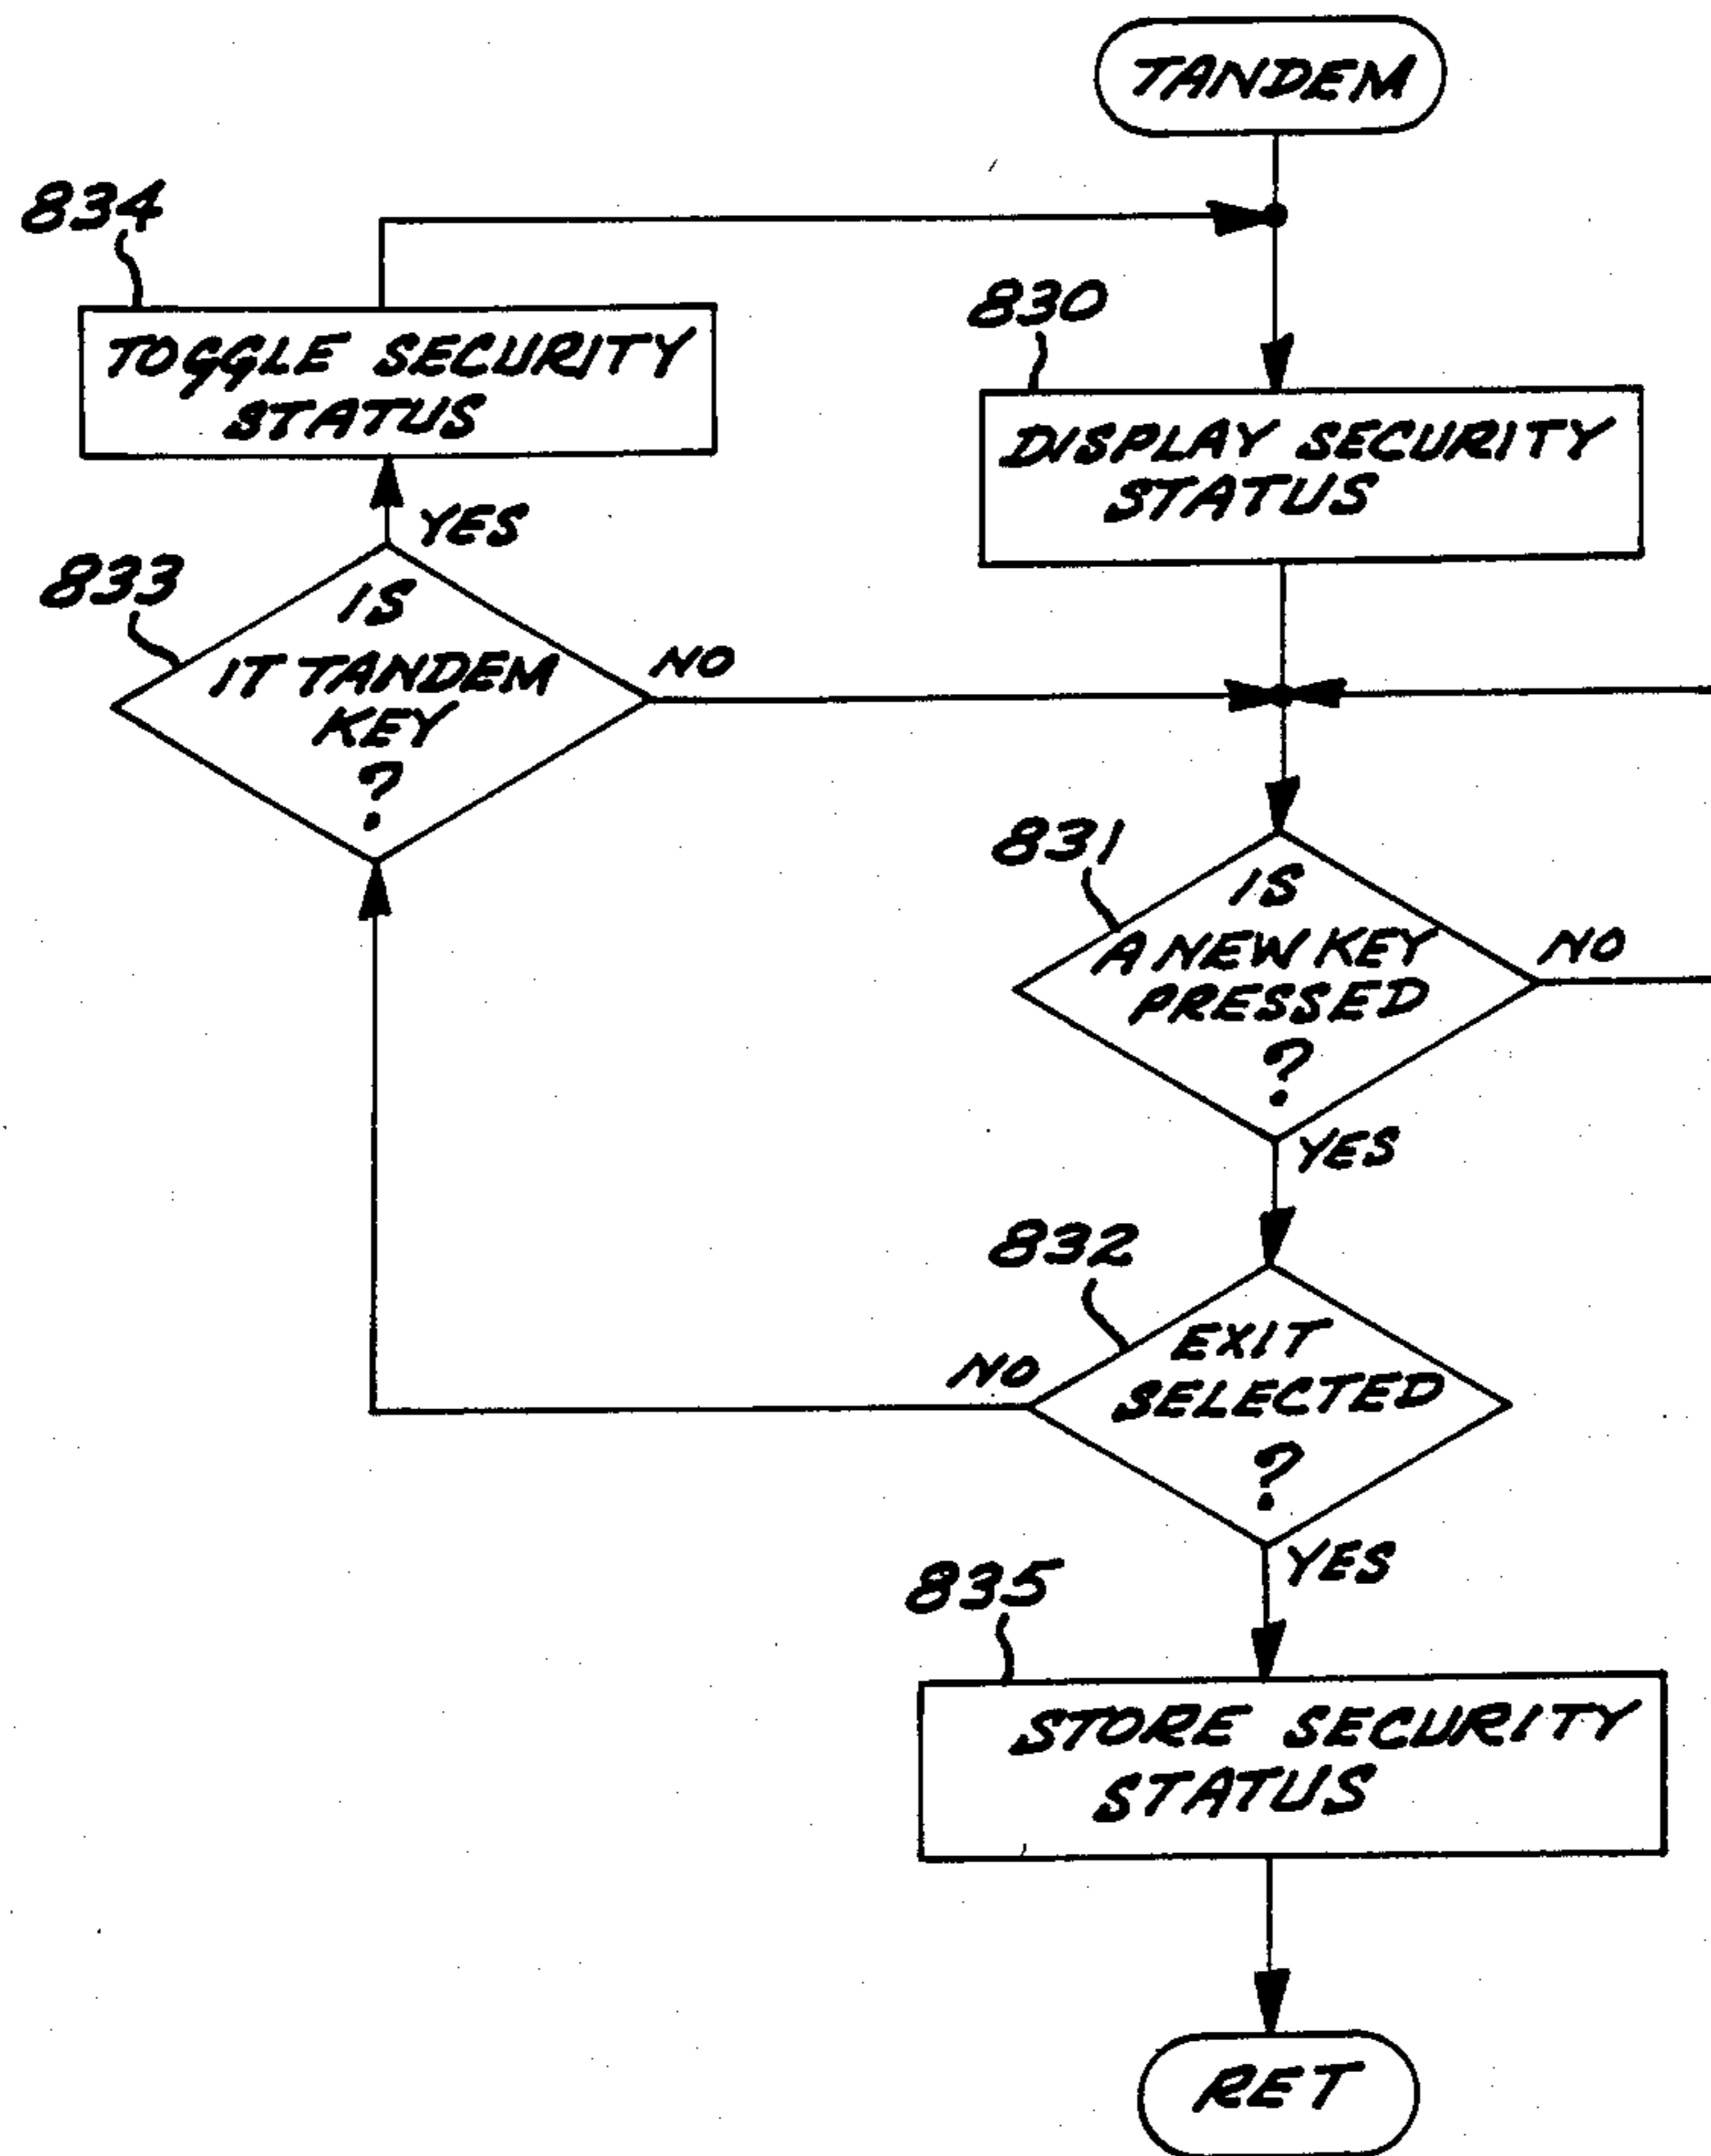 TANDEM
834
TOGGLE SECURITY
STATUS
830
DISPLAY SECURITY
STATUS
YES
833
IS
IT TANDEM
KEY
?
NO
831
IS
A NEW KEY
PRESSED
?
NO
YES
832
EXIT
SELECTED
?
NO
YES
835
STORE SECURITY
STATUS
RET